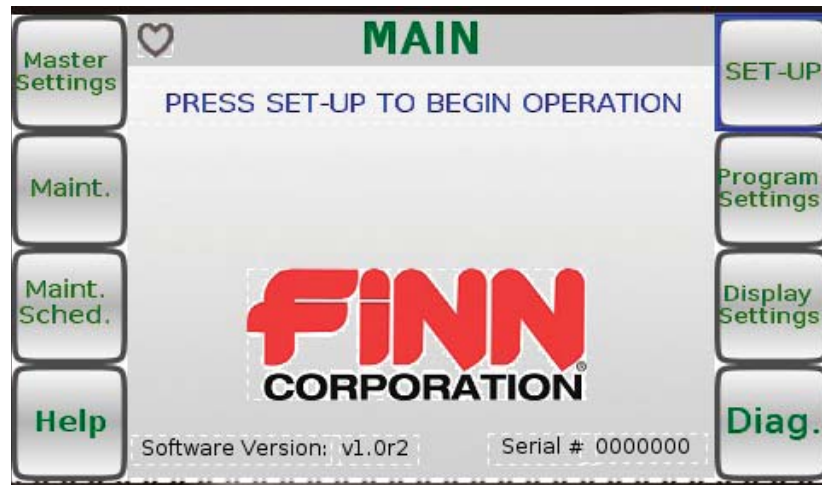 MAIN
PRESS SET-UP TO BEGIN OPERATION
Master
Settings
Maint.
Maint.
Sched.
Help
SET-UP
Program
Settings
Display
Settings
Diag.
FINN
CORPORATION®
Software Version: v1.0r2
Serial # 0000000